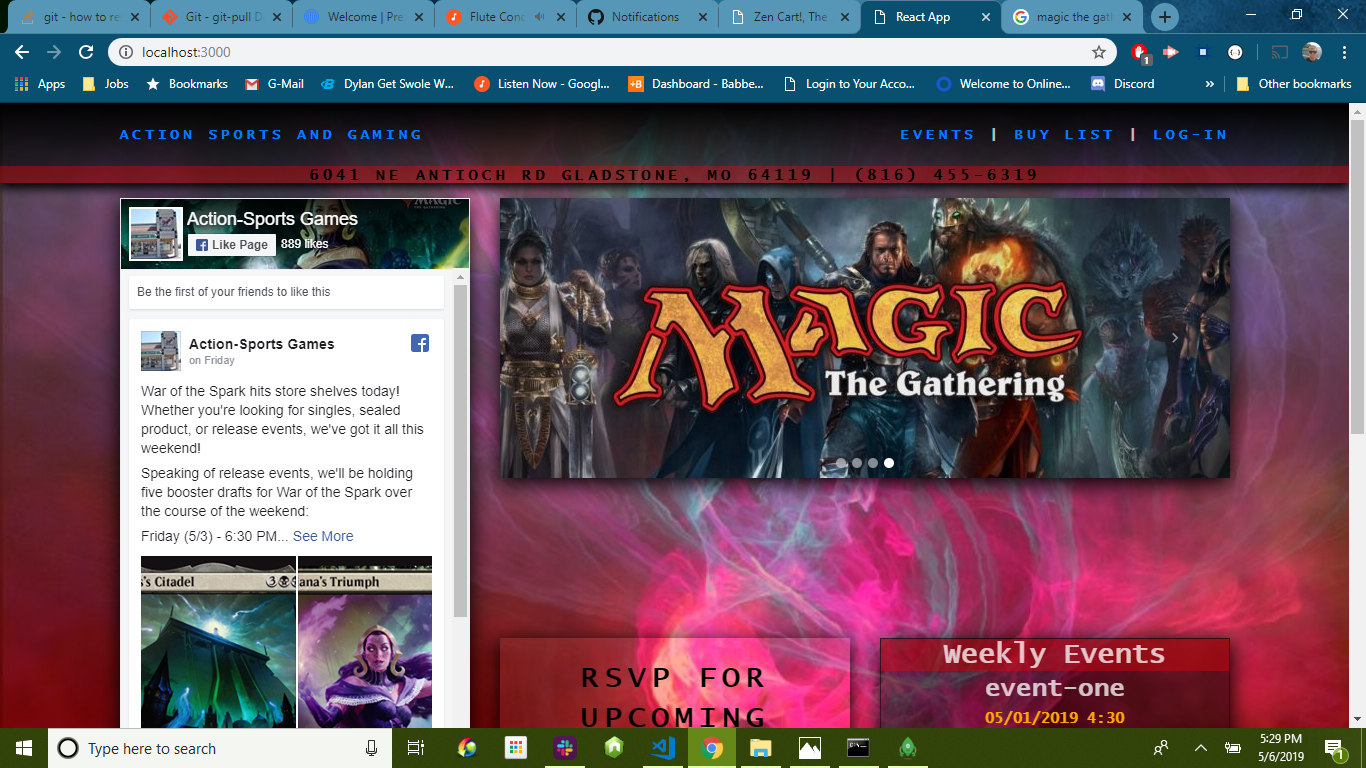 git - how to re
Git - git-pull D
Welcome | Pre
Flute Conc
Notifications
Zen Cart!, The
React App
magic the gat
localhost:3000
1
Apps
Jobs
Bookmarks
G-Mail
Dylan Get Swole W...
Listen Now - Googl...
+B
Dashboard - Babbe...
Login to Your Acco...
Welcome to Online...
Discord
»
Other bookmarks
ACTION SPORTS AND GAMING
EVENTS | BUY LIST | LOG-IN
6041 NE ANTIOCH RD GLADSTONE, MO 64119 | (816) 455-6319
MAGIC
THE GATHERING
Action-Sports Games
Like Page
889 likes
Be the first of your friends to like this
Action-Sports Games
on Friday
War of the Spark hits store shelves today!
Whether you're looking for singles, sealed
product, or release events, we've got it all this
weekend!
Speaking of release events, we'll be holding
five booster drafts for War of the Spark over
the course of the weekend:
Friday (5/3) - 6:30 PM... See More
's Citadel
3
ana's Triumph
MAGIC
The Gathering
RSVP FOR
UPCOMING
Weekly Events
event-one
05/01/2019 4:30
Type here to search
5:29 PM
5/6/2019
1